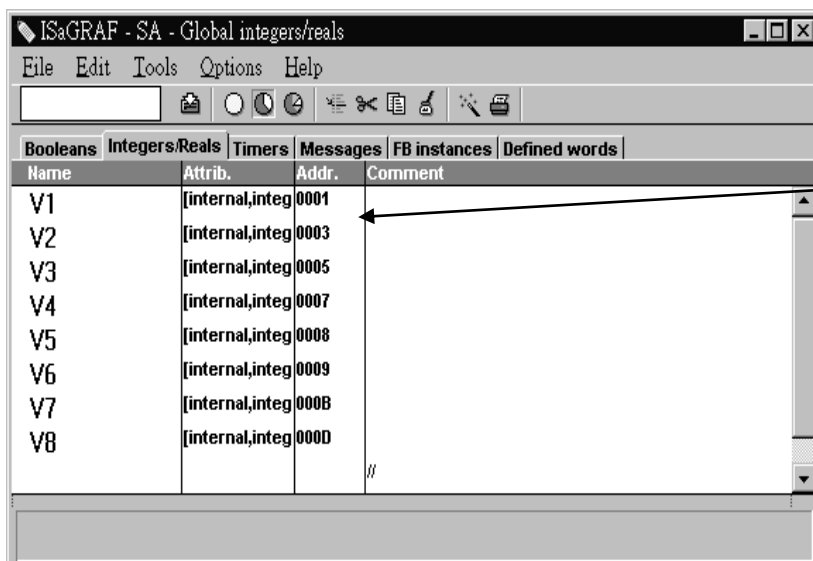 ISaGRAF - SA - Global integers/reals
File Edit Tools Options Help
Booleans Integers/Reals Timers Messages FB instances Defined words
Name Attrib. Addr. Comment
V1 [internal,integ 0001
V2 [internal,integ 0003
V3 [internal,integ 0005
V4 [internal,integ 0007
V5 [internal,integ 0008
V6 [internal,integ 0009
V7 [internal,integ 000B
V8 [internal,integ 000D
//